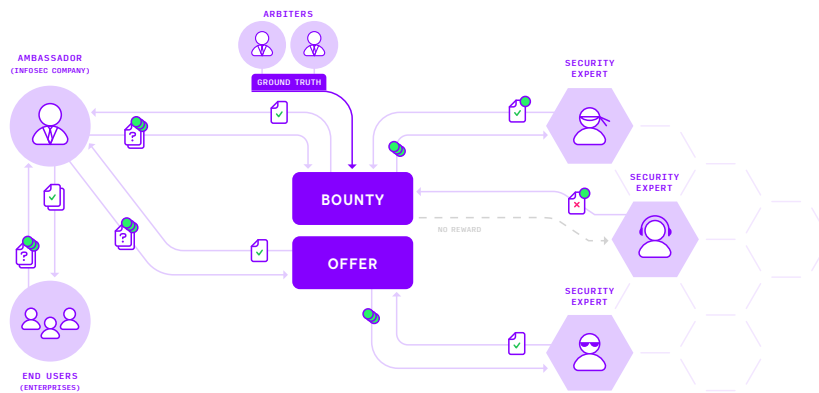 ARBITERS
GROUND TRUTH
AMBASSADOR
(INFOSEC COMPANY)
SECURITY
EXPERT
?
BOUNTY
SECURITY
EXPERT
NO REWARD
?
?
OFFER
SECURITY
EXPERT
END USERS
(ENTERPRISES)